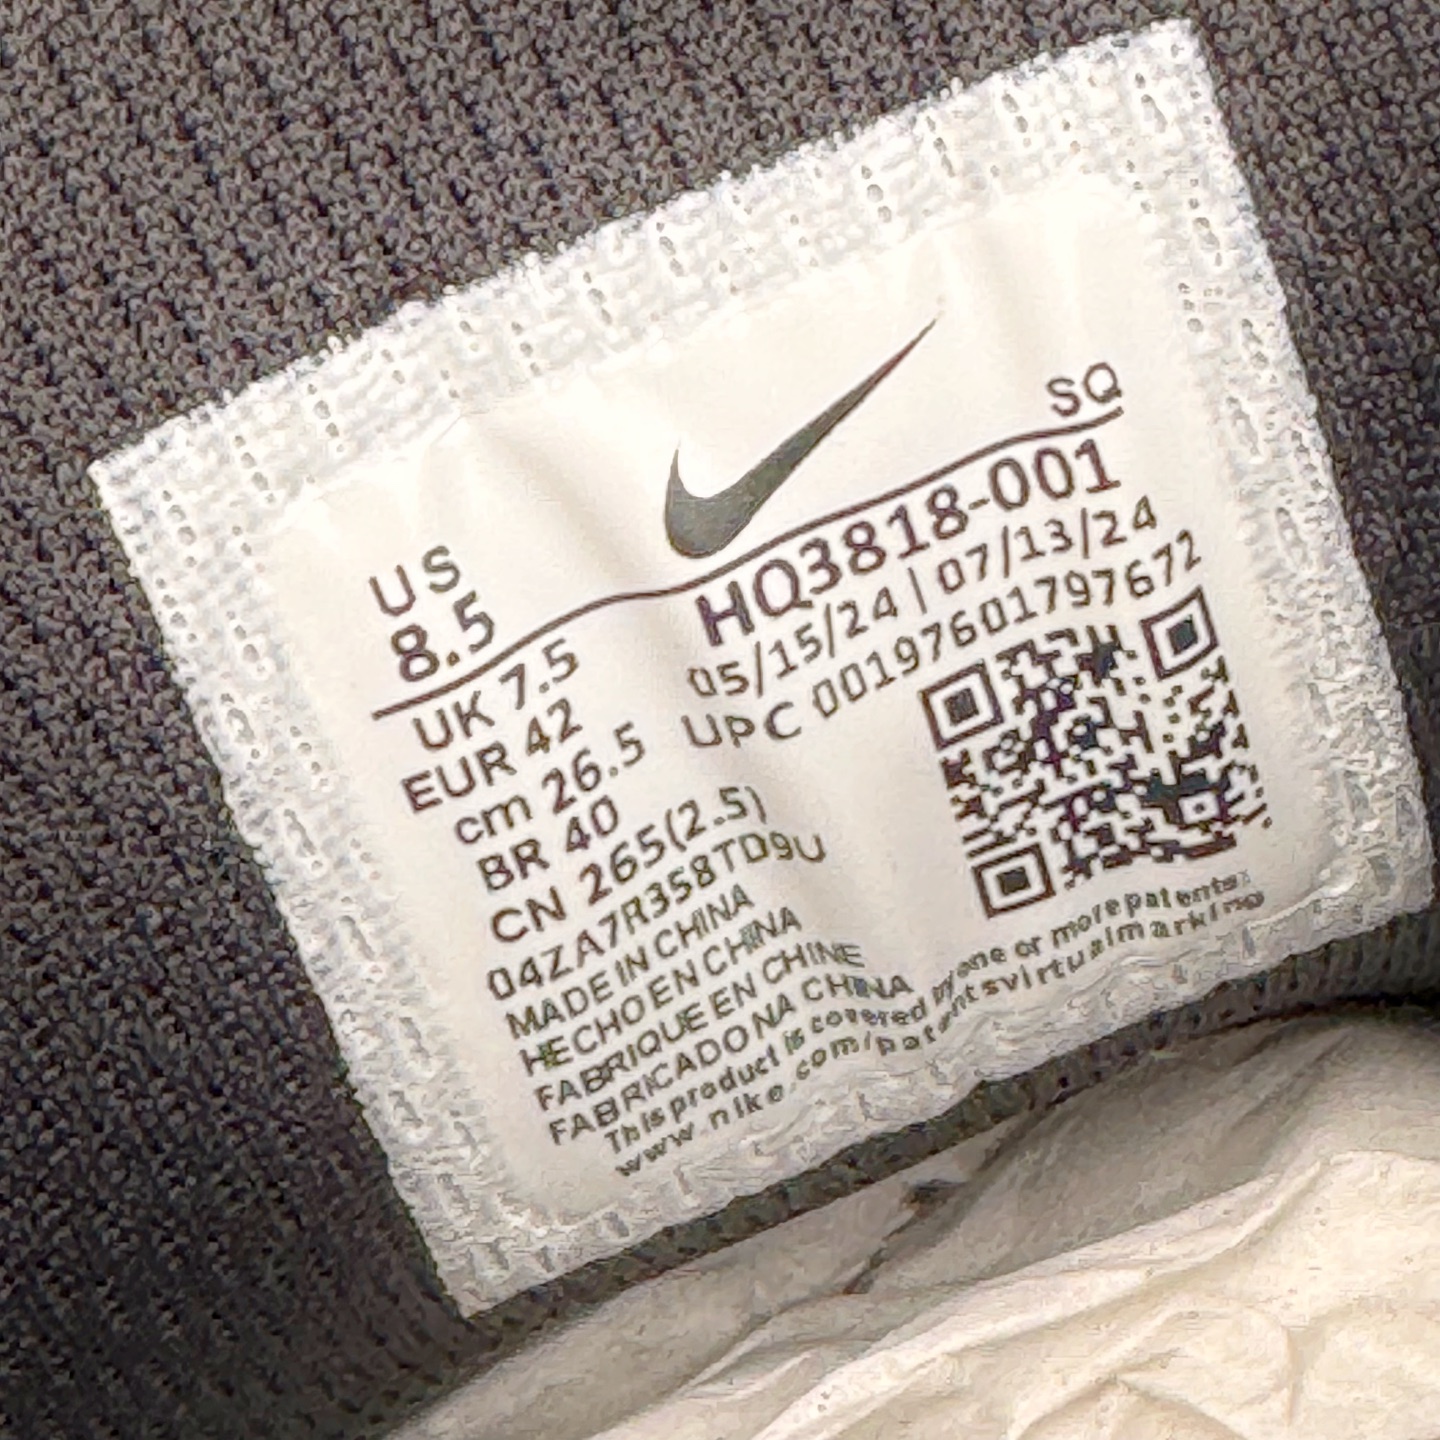 SQ
US
8.5
HQ3818-001
05/15/24 | 07/13/24
UPC 00197601797672
UK 7.5
EUR 42
cm 26.5
BR 40
CN 265(2.5)
04ZA7R358TD9U
MADE IN CHINA
HECHO EN CHINA
FABRIQUE EN CHINE
FABRICADO NA CHINA
This product is covered by one or more patents:
www.nike.com/patentsvirtualmarking